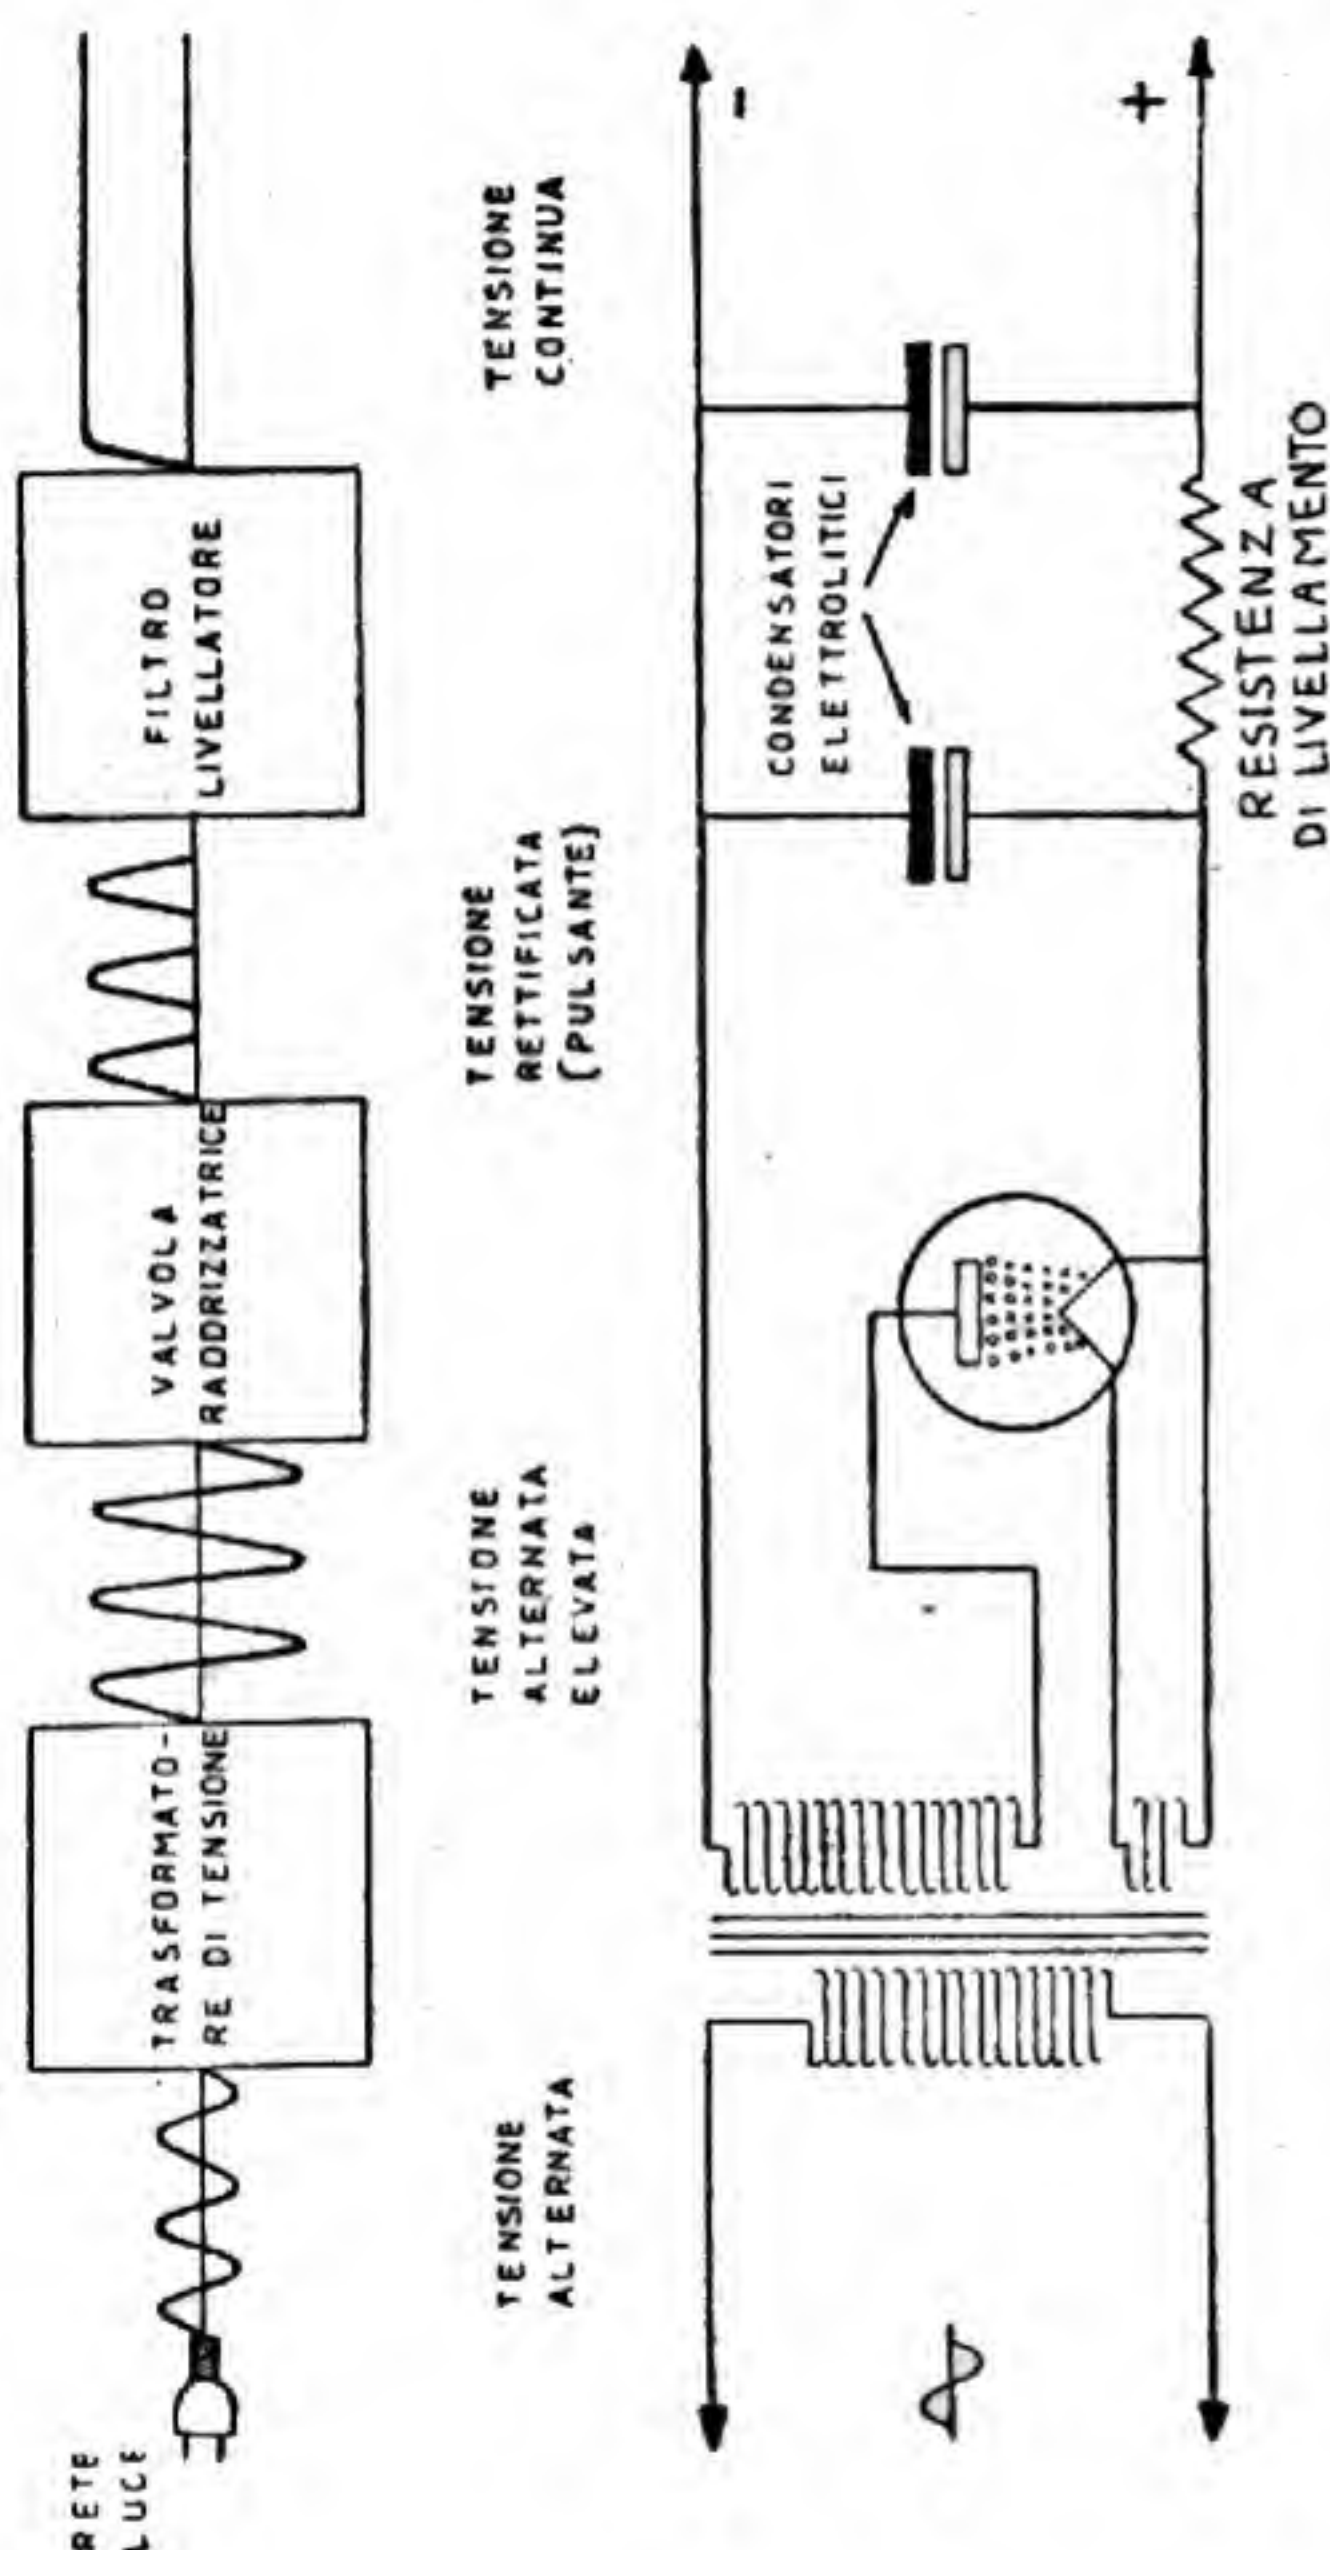 RETE
LUCE
TRASFORMATO-
RE DI TENSIONE
VALVOLA
RADDRIZZATRICE
FILTRO
LIVELLATORE
TENSIONE
ALTERNATA
TENSIONE
ALTERNATA
ELEVATA
TENSIONE
RETTIFICATA
(PULSANTE)
TENSIONE
CONTINUA
CONDENSATORI
ELETTROLITICI
-
+
RESISTENZA
DI LIVELLAMENTO